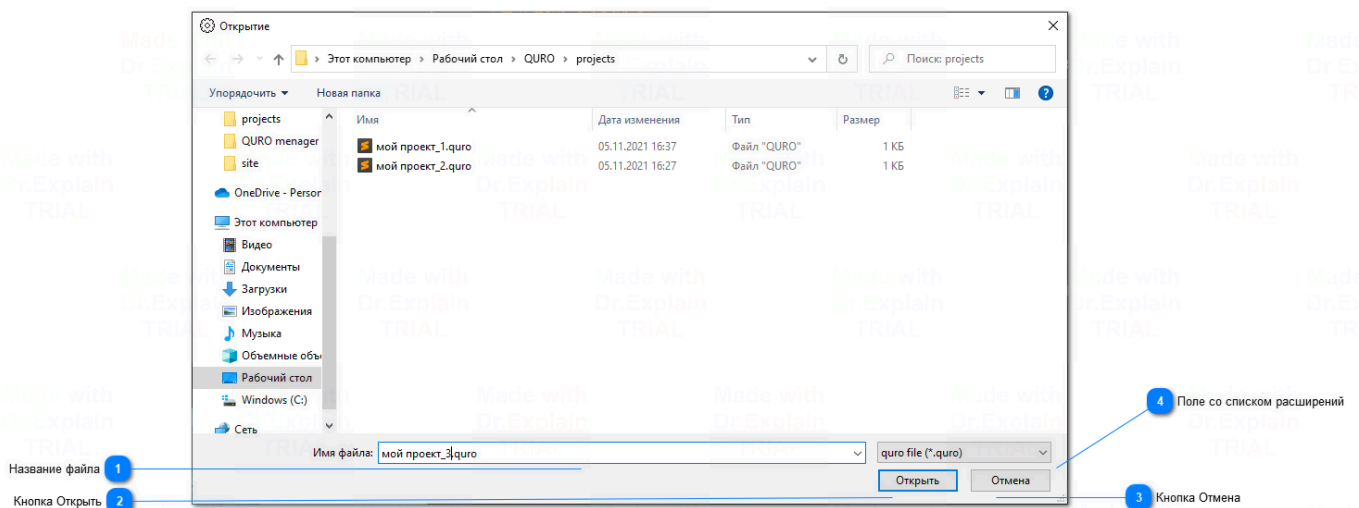 Открытие
Этот компьютер › Рабочий стол › QURO › projects
Поиск: projects
Упорядочить
Новая папка
projects
QURO menager
site
OneDrive - Person
Этот компьютер
Видео
Документы
Загрузки
Изображения
Музыка
Объемные объ
Рабочий стол
Windows (C:)
Сеть
Имя Дата изменения Тип Размер
мой проект_1.quro 05.11.2021 16:37 Файл "QURO" 1 КБ
мой проект_2.quro 05.11.2021 16:27 Файл "QURO" 1 КБ
Имя файла: мой проект_3.quro
quro file (*.quro)
Открыть
Отмена
Название файла 1
Кнопка Открыть 2
3 Кнопка Отмена
4 Поле со списком расширений
Made with
Dr.Explain
TRIAL